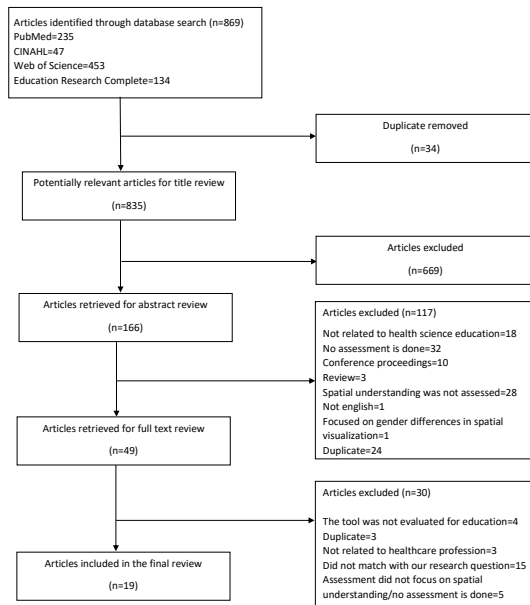 Articles identified through database search (n=869)
PubMed=235
CINAHL=47
Web of Science=453
Education Research Complete=134
Duplicate removed
(n=34)
Potentially relevant articles for title review
(n=835)
Articles excluded
(n=669)
Articles retrieved for abstract review
(n=166)
Articles excluded (n=117)
Not related to health science education=18
No assessment is done=32
Conference proceedings=10
Review=3
Spatial understanding was not assessed=28
Not english=1
Focused on gender differences in spatial
visualization=1
Duplicate=24
Articles retrieved for full text review
(n=49)
Articles excluded (n=30)
The tool was not evaluated for education=4
Duplicate=3
Not related to healthcare profession=3
Did not match with our research question=15
Assessment did not focus on spatial
understanding/no assessment is done=5
Articles included in the final review
(n=19)